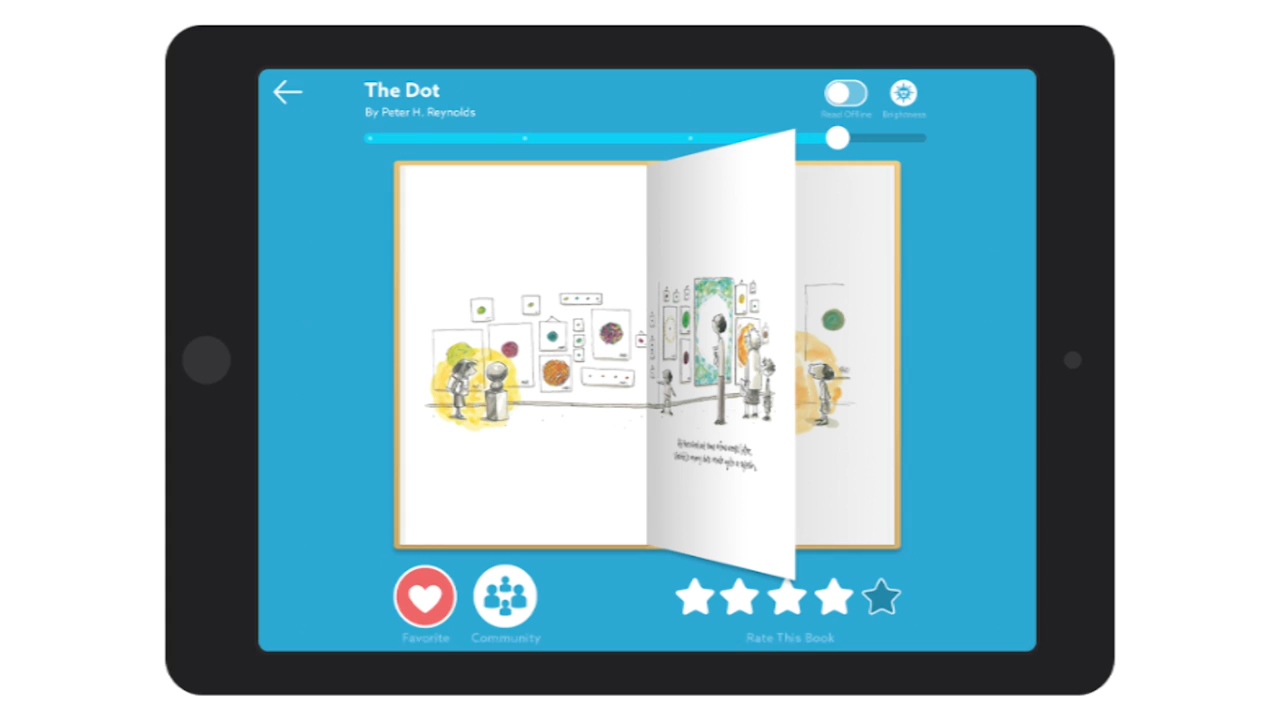 The Dot
By Peter H. Reynolds
Read Offline
Brightness
Favorite
Community
Rate This Book